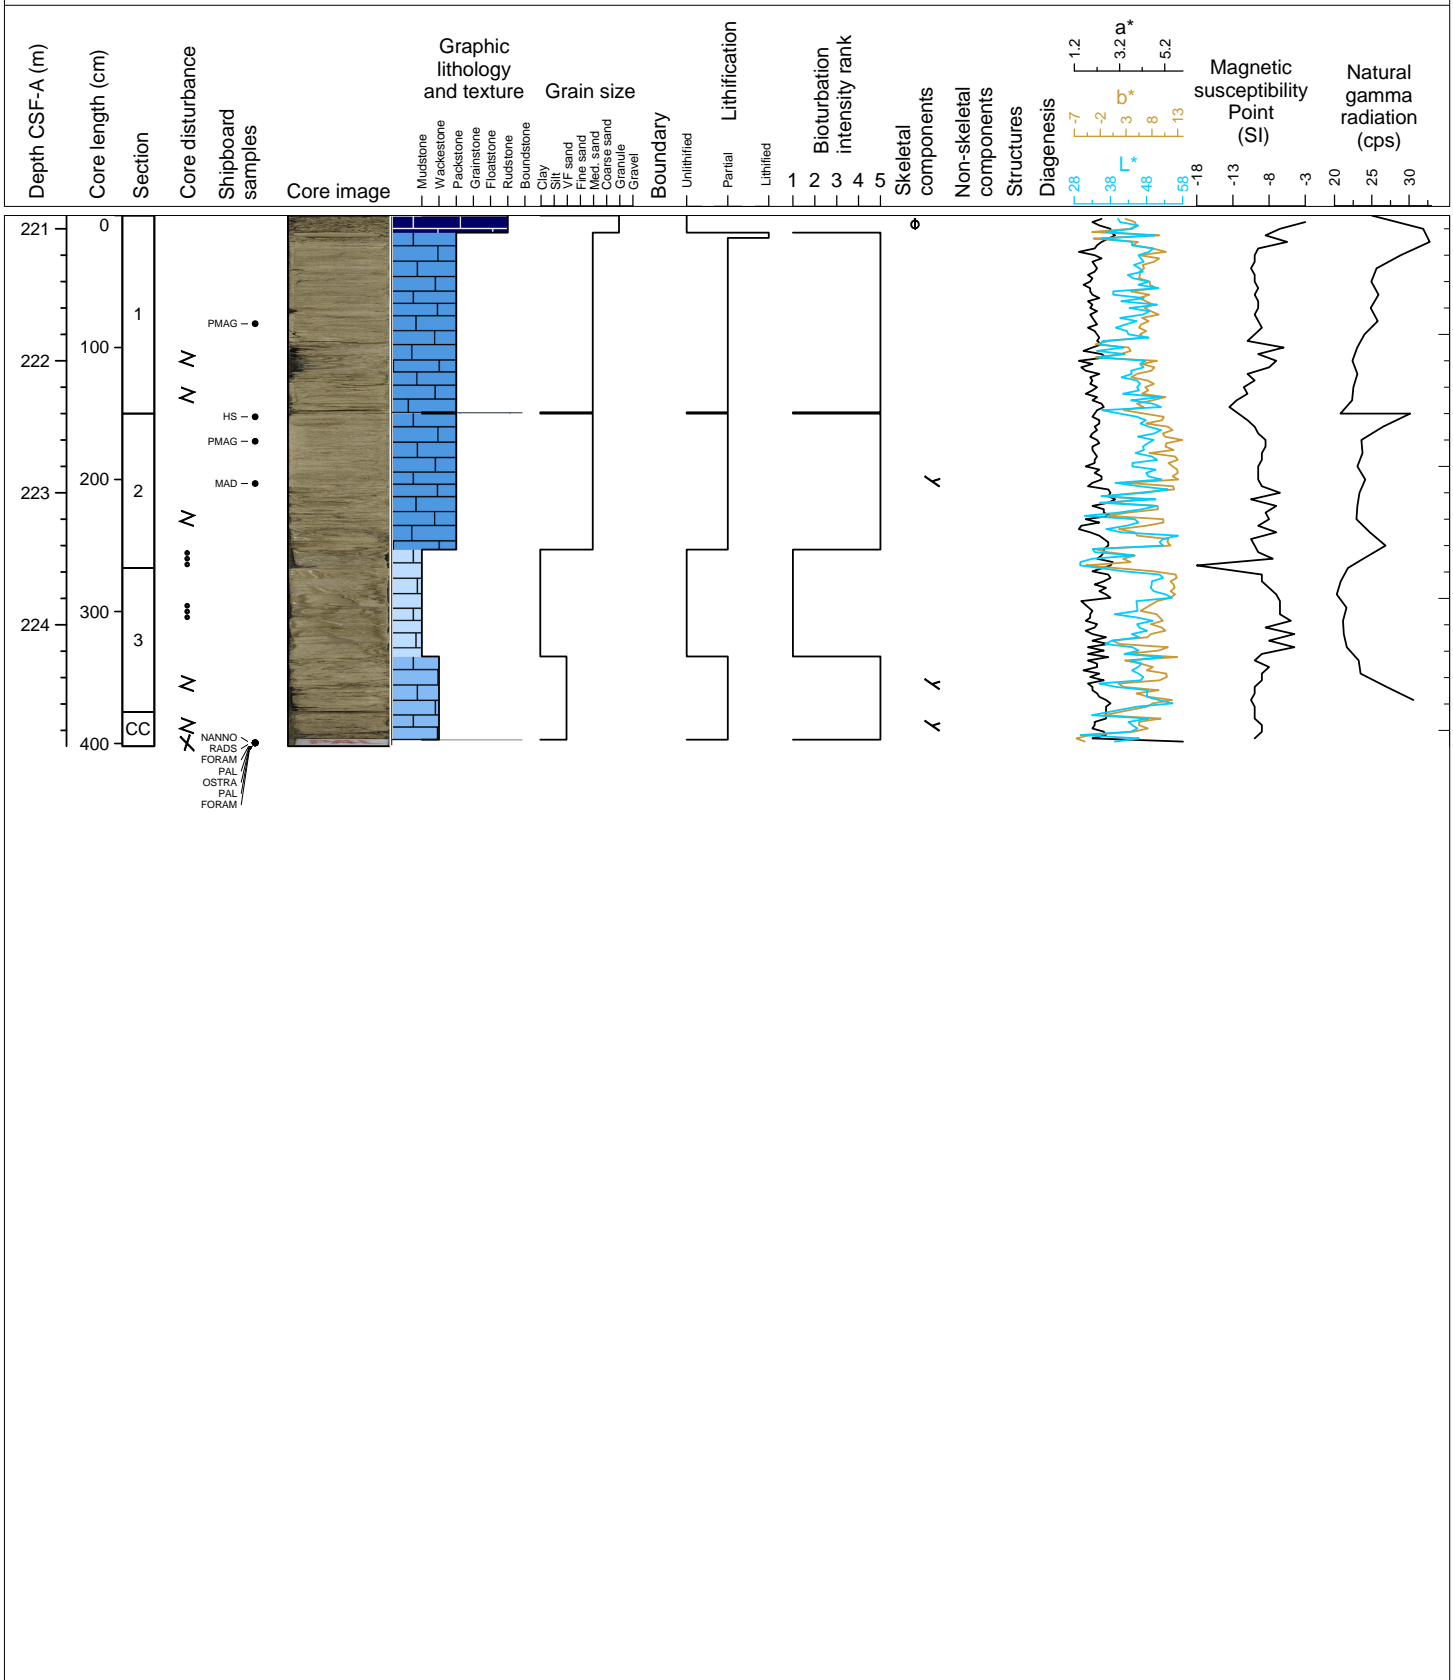 Depth CSF-A (m)
Core length (cm)
Section
Core disturbance
Shipboard
samples
Core image
Graphic
lithology
and texture
Mudstone
Wackestone
Packstone
Grainstone
Floatstone
Rudstone
Boundstone
Grain size
Clay
Silt
VF sand
Fine sand
Med. sand
Coarse sand
Granule
Gravel
Boundary
Lithification
Unlithified
Partial
Lithified
Bioturbation
intensity rank
1 2 3 4 5
Skeletal
components
Non-skeletal
components
Structures
Diagenesis
a*
1.2 3.2 5.2
b*
-7 -2 3 8 13
L*
28 38 48 58
Magnetic
susceptibility
Point
(SI)
-18 -13 -8 -3
Natural
gamma
radiation
(cps)
20 25 30
221
222
223
224
0
100
200
300
400
1
2
3
CC
PMAG
HS
PMAG
MAD
NANNO
RADS
FORAM
PAL
OSTRA
PAL
FORAM